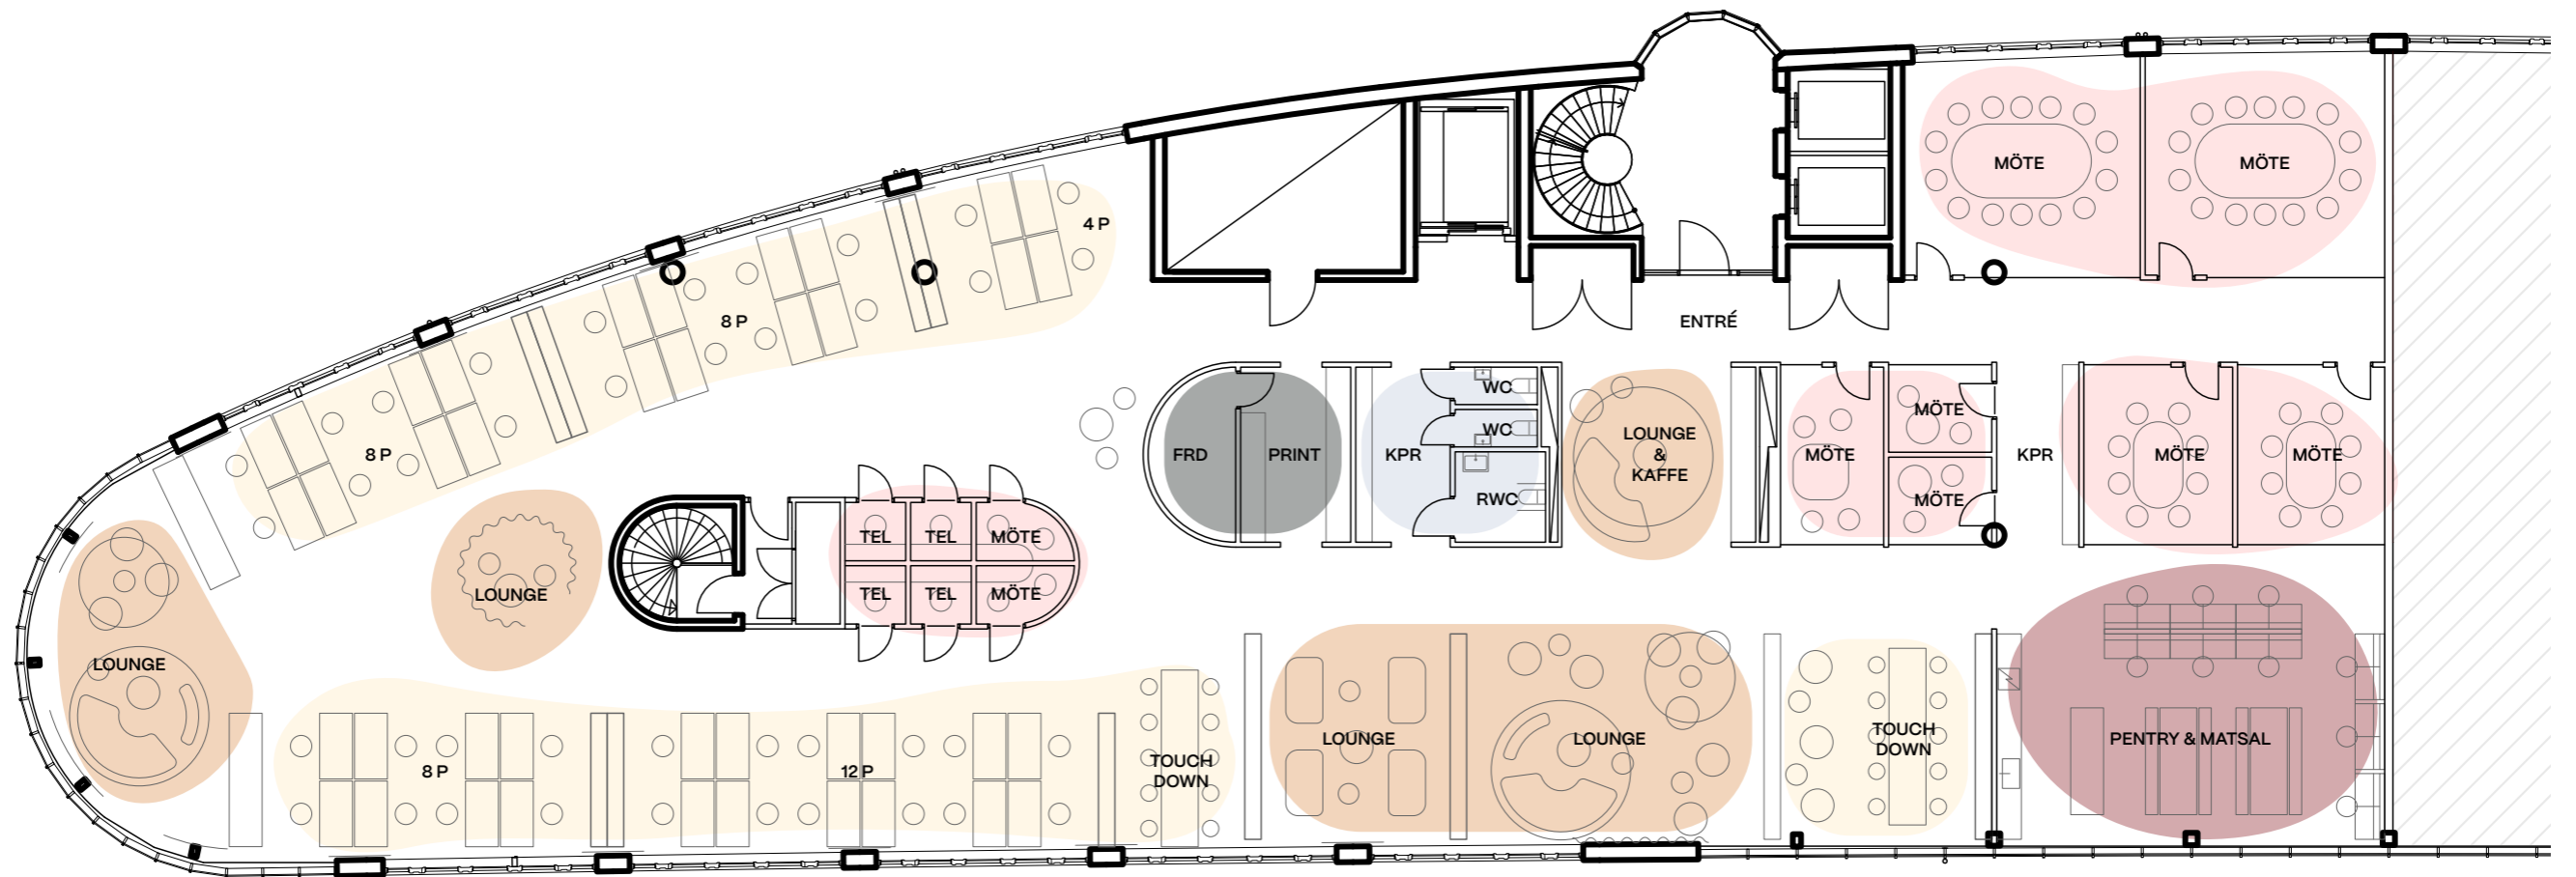 MÖTE
MÖTE
4 P
8 P
ENTRÉ
8 P
FRD
PRINT
KPR
WC
WC
RWC
LOUNGE
&
KAFFE
MÖTE
MÖTE
MÖTE
KPR
MÖTE
MÖTE
LOUNGE
TEL
TEL
MÖTE
TEL
TEL
MÖTE
LOUNGE
8 P
12 P
TOUCH
DOWN
LOUNGE
LOUNGE
TOUCH
DOWN
PENTRY & MATSAL